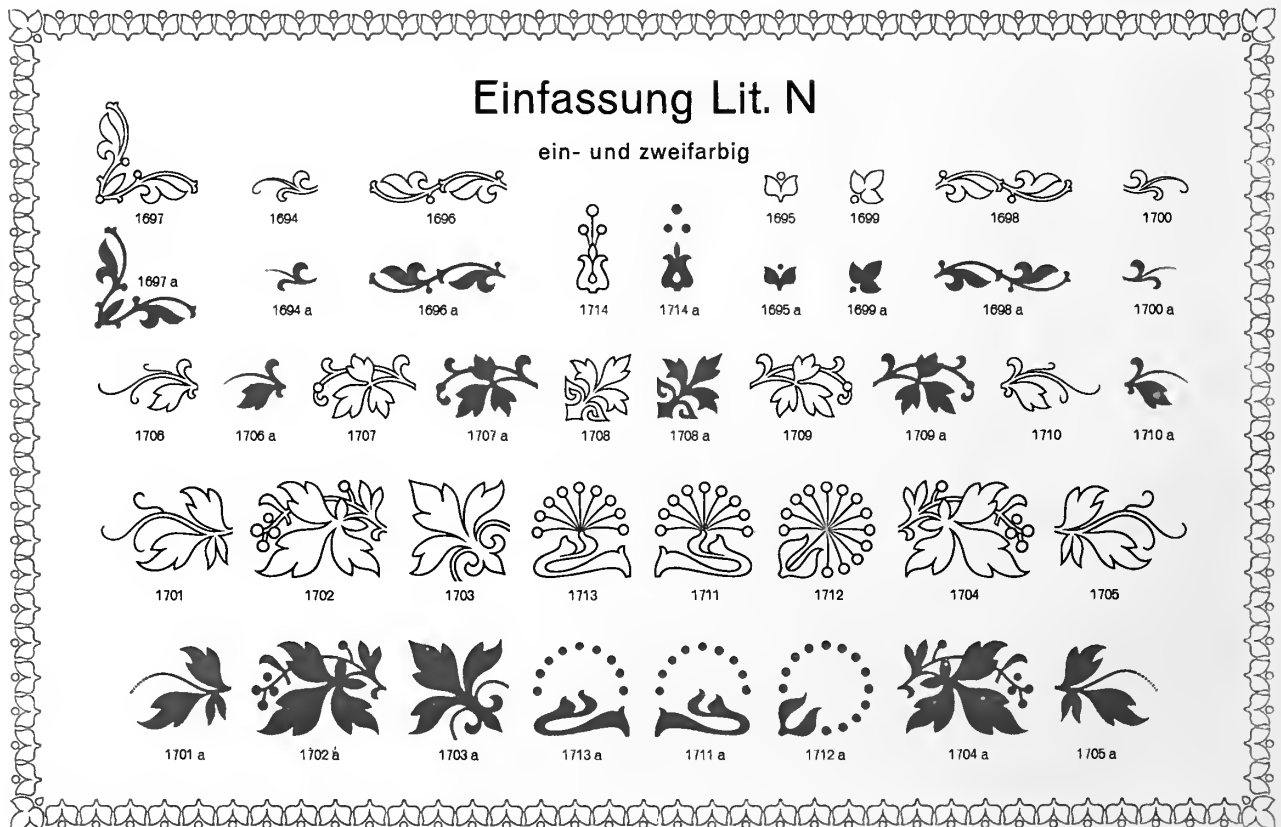 Einfassung Lit. N
ein- und zweifarbig
1697 1694 1696 1695 1699 1698 1700
1697 a 1694 a 1696 a 1714 1714 a 1695 a 1699 a 1698 a 1700 a
1706 1706 a 1707 1707 a 1708 1708 a 1709 1709 a 1710 1710 a
1701 1702 1703 1713 1711 1712 1704 1705
1701 a 1702 a 1703 a 1713 a 1711 a 1712 a 1704 a 1705 a